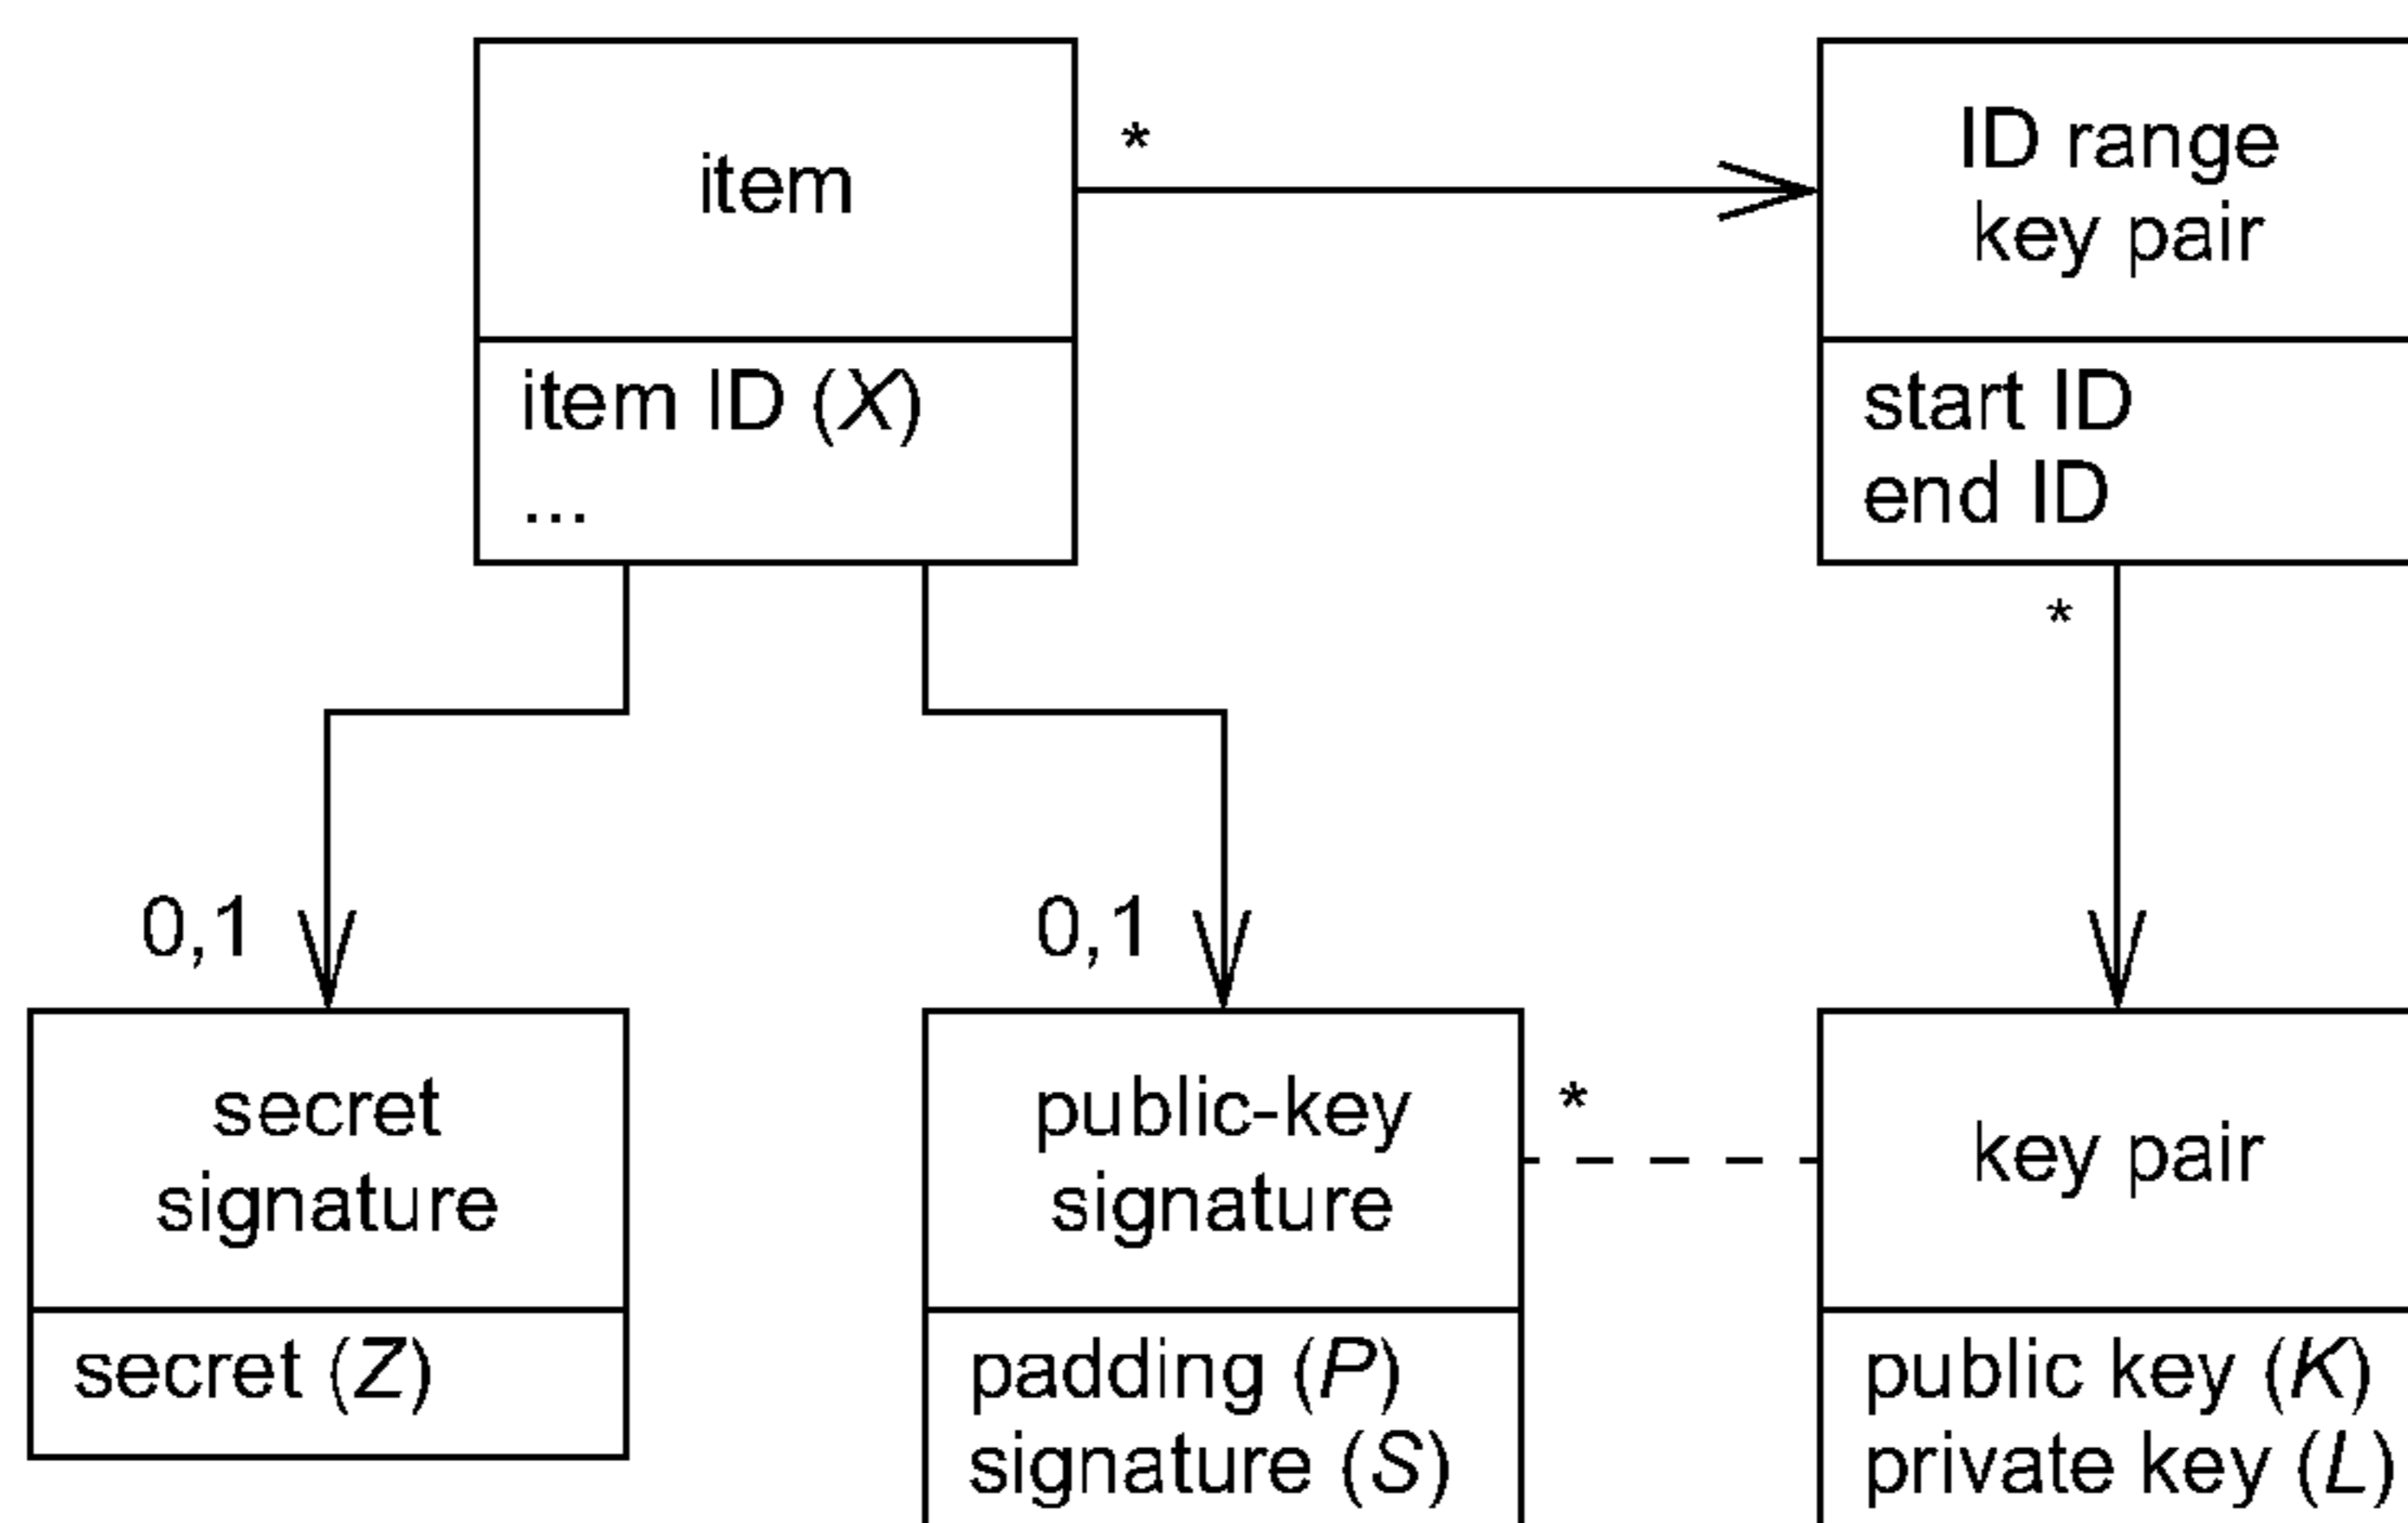 item
*
ID range
key pair
item ID (X)
...
start ID
end ID
*
0,1
0,1
secret
signature
public-key
signature
*
key pair
secret (Z)
padding (P)
signature (S)
public key (K)
private key (L)